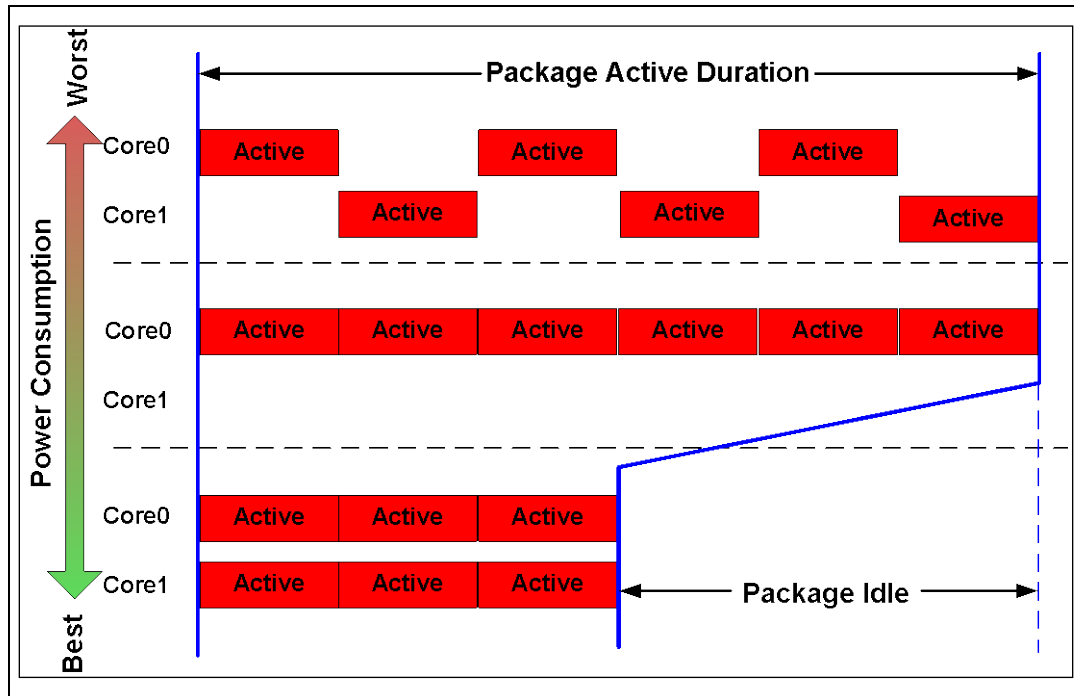 Worst
Package Active Duration
Core0 Active Active Active
Core1 Active Active Active
Power Consumption
Core0 Active Active Active Active Active Active
Core1
Core0 Active Active Active
Core1 Active Active Active
Package Idle
Best